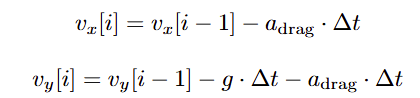 v_x[i] = v_x[i − 1] − a_drag · Δt
v_y[i] = v_y[i − 1] − g · Δt − a_drag · Δt